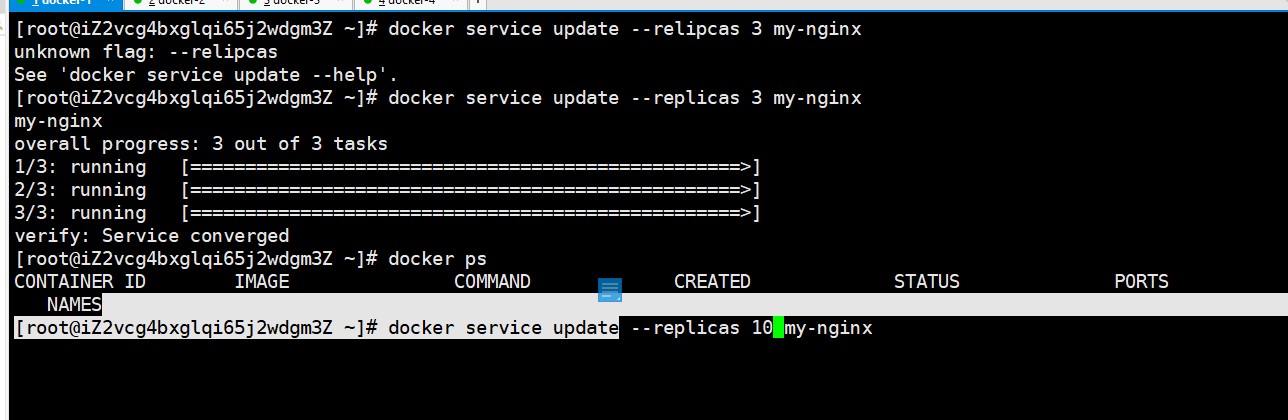 1 docker-1 2 docker-2 3 docker-3 4 docker-4
[root@iZ2vcg4bxglqi65j2wdgm3Z ~]# docker service update --relipcas 3 my-nginx
unknown flag: --relipcas
See 'docker service update --help'.
[root@iZ2vcg4bxglqi65j2wdgm3Z ~]# docker service update --replicas 3 my-nginx
my-nginx
overall progress: 3 out of 3 tasks
1/3: running   [==================================================>]
2/3: running   [==================================================>]
3/3: running   [==================================================>]
verify: Service converged
[root@iZ2vcg4bxglqi65j2wdgm3Z ~]# docker ps
CONTAINER ID        IMAGE               COMMAND             CREATED             STATUS              PORTS
   NAMES
[root@iZ2vcg4bxglqi65j2wdgm3Z ~]# docker service update --replicas 10 my-nginx